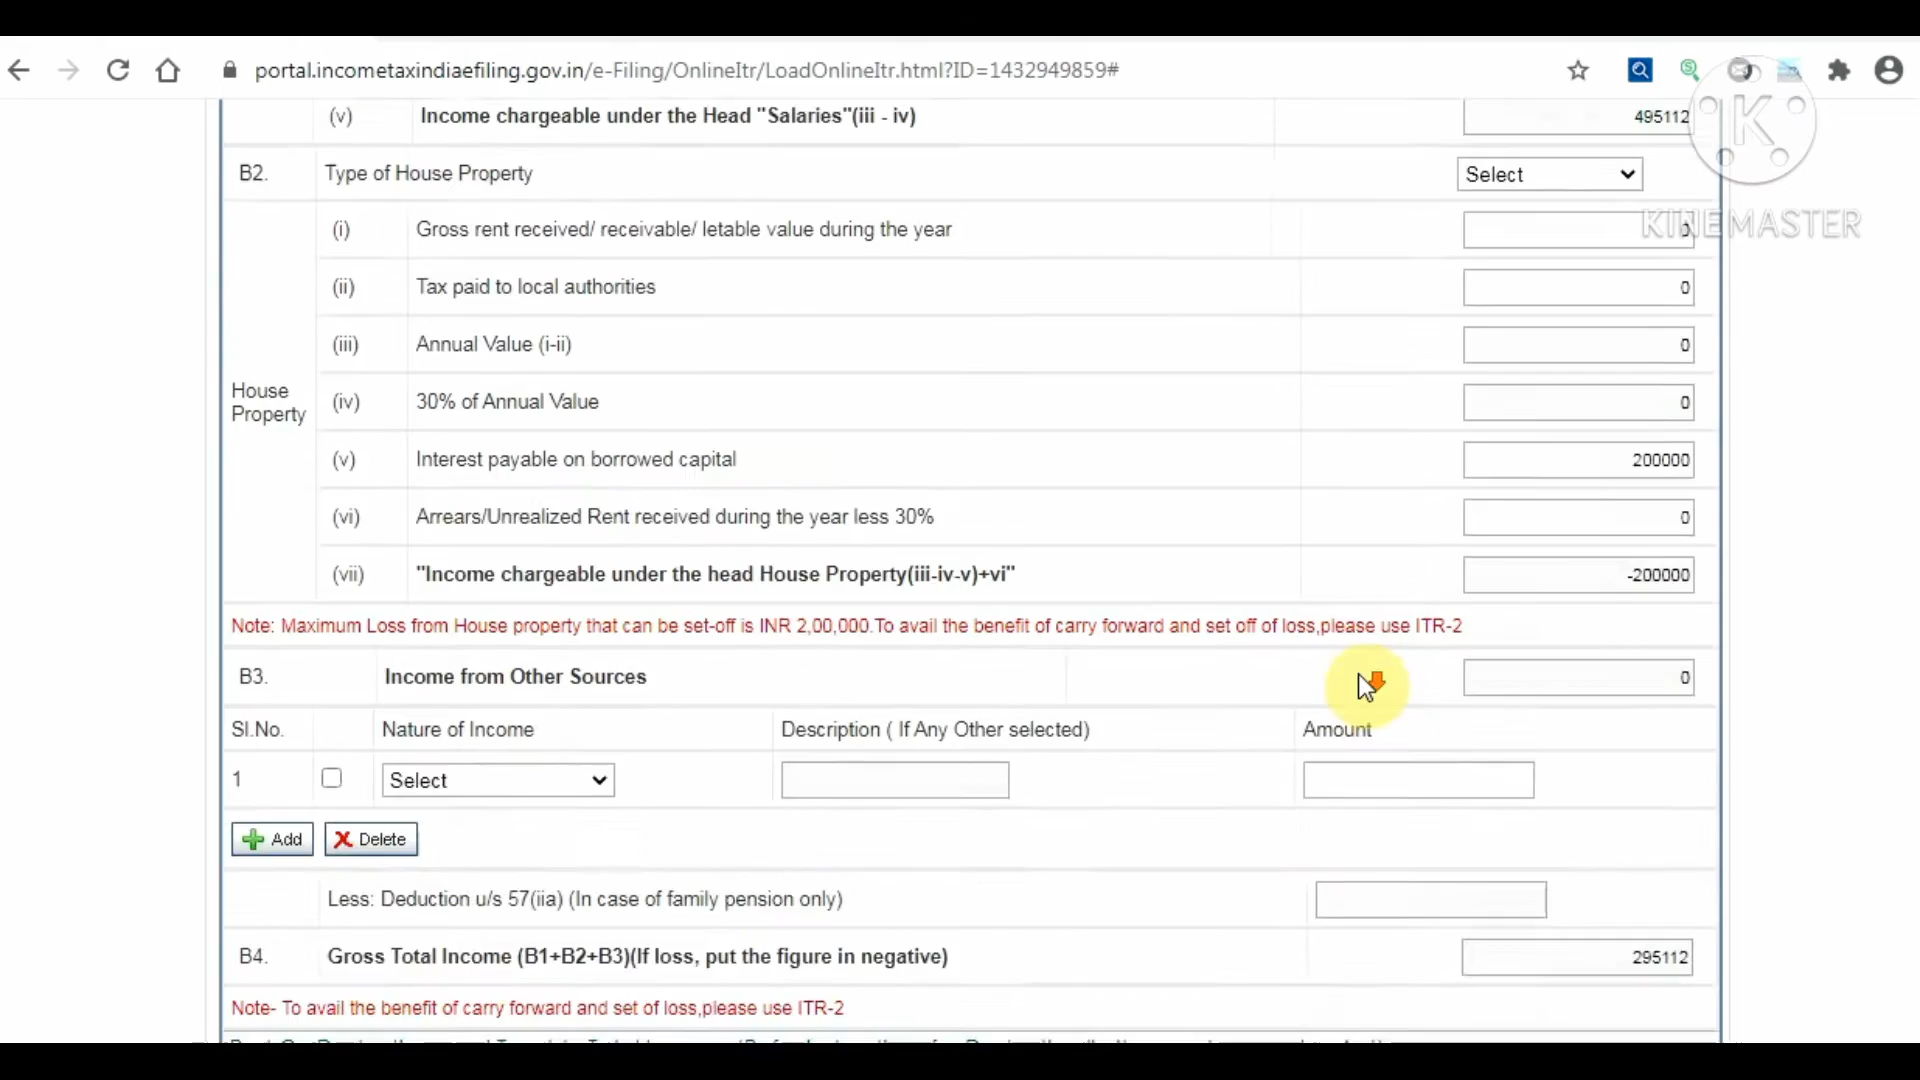 portal.incometaxindiaefiling.gov.in/e-Filing/OnlineItr/LoadOnlineItr.html?ID=1432949859#
(v) Income chargeable under the Head "Salaries"(iii - iv) 495112
K
B2. Type of House Property Select
KINEMASTER
(i) Gross rent received/ receivable/ letable value during the year 0
(ii) Tax paid to local authorities 0
(iii) Annual Value (i-ii) 0
House
Property
(iv) 30% of Annual Value 0
(v) Interest payable on borrowed capital 200000
(vi) Arrears/Unrealized Rent received during the year less 30% 0
(vii) "Income chargeable under the head House Property(iii-iv-v)+vi" -200000
Note: Maximum Loss from House property that can be set-off is INR 2,00,000.To avail the benefit of carry forward and set off of loss,please use ITR-2
B3. Income from Other Sources 0
Sl.No. Nature of Income Description ( If Any Other selected) Amount
1 Select
Add Delete
Less: Deduction u/s 57(iia) (In case of family pension only)
B4. Gross Total Income (B1+B2+B3)(If loss, put the figure in negative) 295112
Note- To avail the benefit of carry forward and set of loss,please use ITR-2